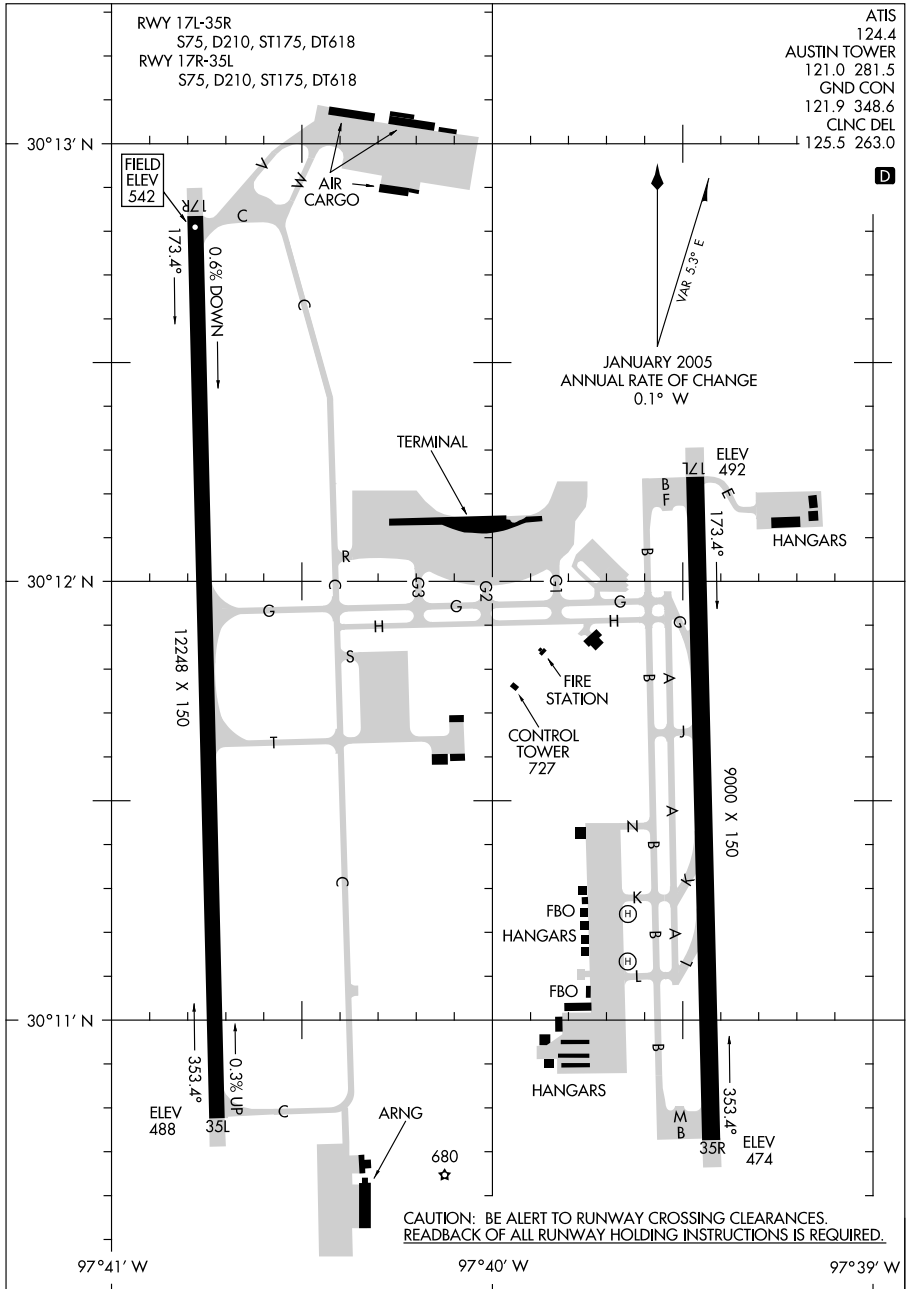 RWY 17L-35R
S75, D210, ST175, DT618
RWY 17R-35L
S75, D210, ST175, DT618
ATIS
124.4
AUSTIN TOWER
121.0 281.5
GND CON
121.9 348.6
CLNC DEL
125.5 263.0
D
30°13' N
FIELD
ELEV
542
17R
173.4°
0.6% DOWN
V
W
C
AIR
CARGO
C
VAR 5.3° E
JANUARY 2005
ANNUAL RATE OF CHANGE
0.1° W
TERMINAL
17L
ELEV
492
B
F
E
HANGARS
173.4°
B
R
30°12' N
C
G3
G2
G1
G
G
G
G
H
H
S
FIRE
STATION
B
A
12248 X 150
CONTROL
TOWER
727
T
J
9000 X 150
A
N
B
C
K
K
FBO
H
HANGARS
B
A
H
L
L
FBO
30°11' N
B
353.4°
0.3% UP
353.4°
HANGARS
ELEV
488
35L
C
ARNG
M
B
35R
ELEV
474
680
CAUTION: BE ALERT TO RUNWAY CROSSING CLEARANCES.
READBACK OF ALL RUNWAY HOLDING INSTRUCTIONS IS REQUIRED.
97°41' W
97°40' W
97°39' W